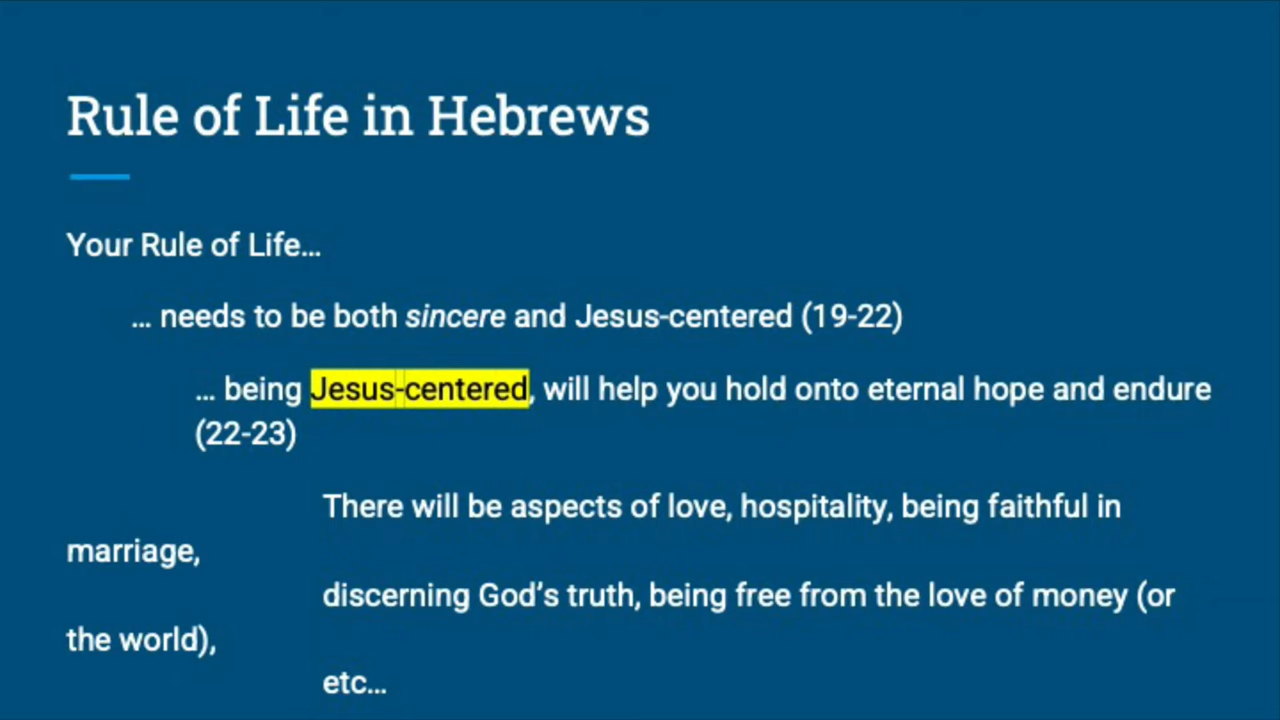 Rule of Life in Hebrews
Your Rule of Life...
... needs to be both sincere and Jesus-centered (19-22)
... being Jesus-centered, will help you hold onto eternal hope and endure
(22-23)
There will be aspects of love, hospitality, being faithful in
marriage,
discerning God’s truth, being free from the love of money (or
the world),
etc...